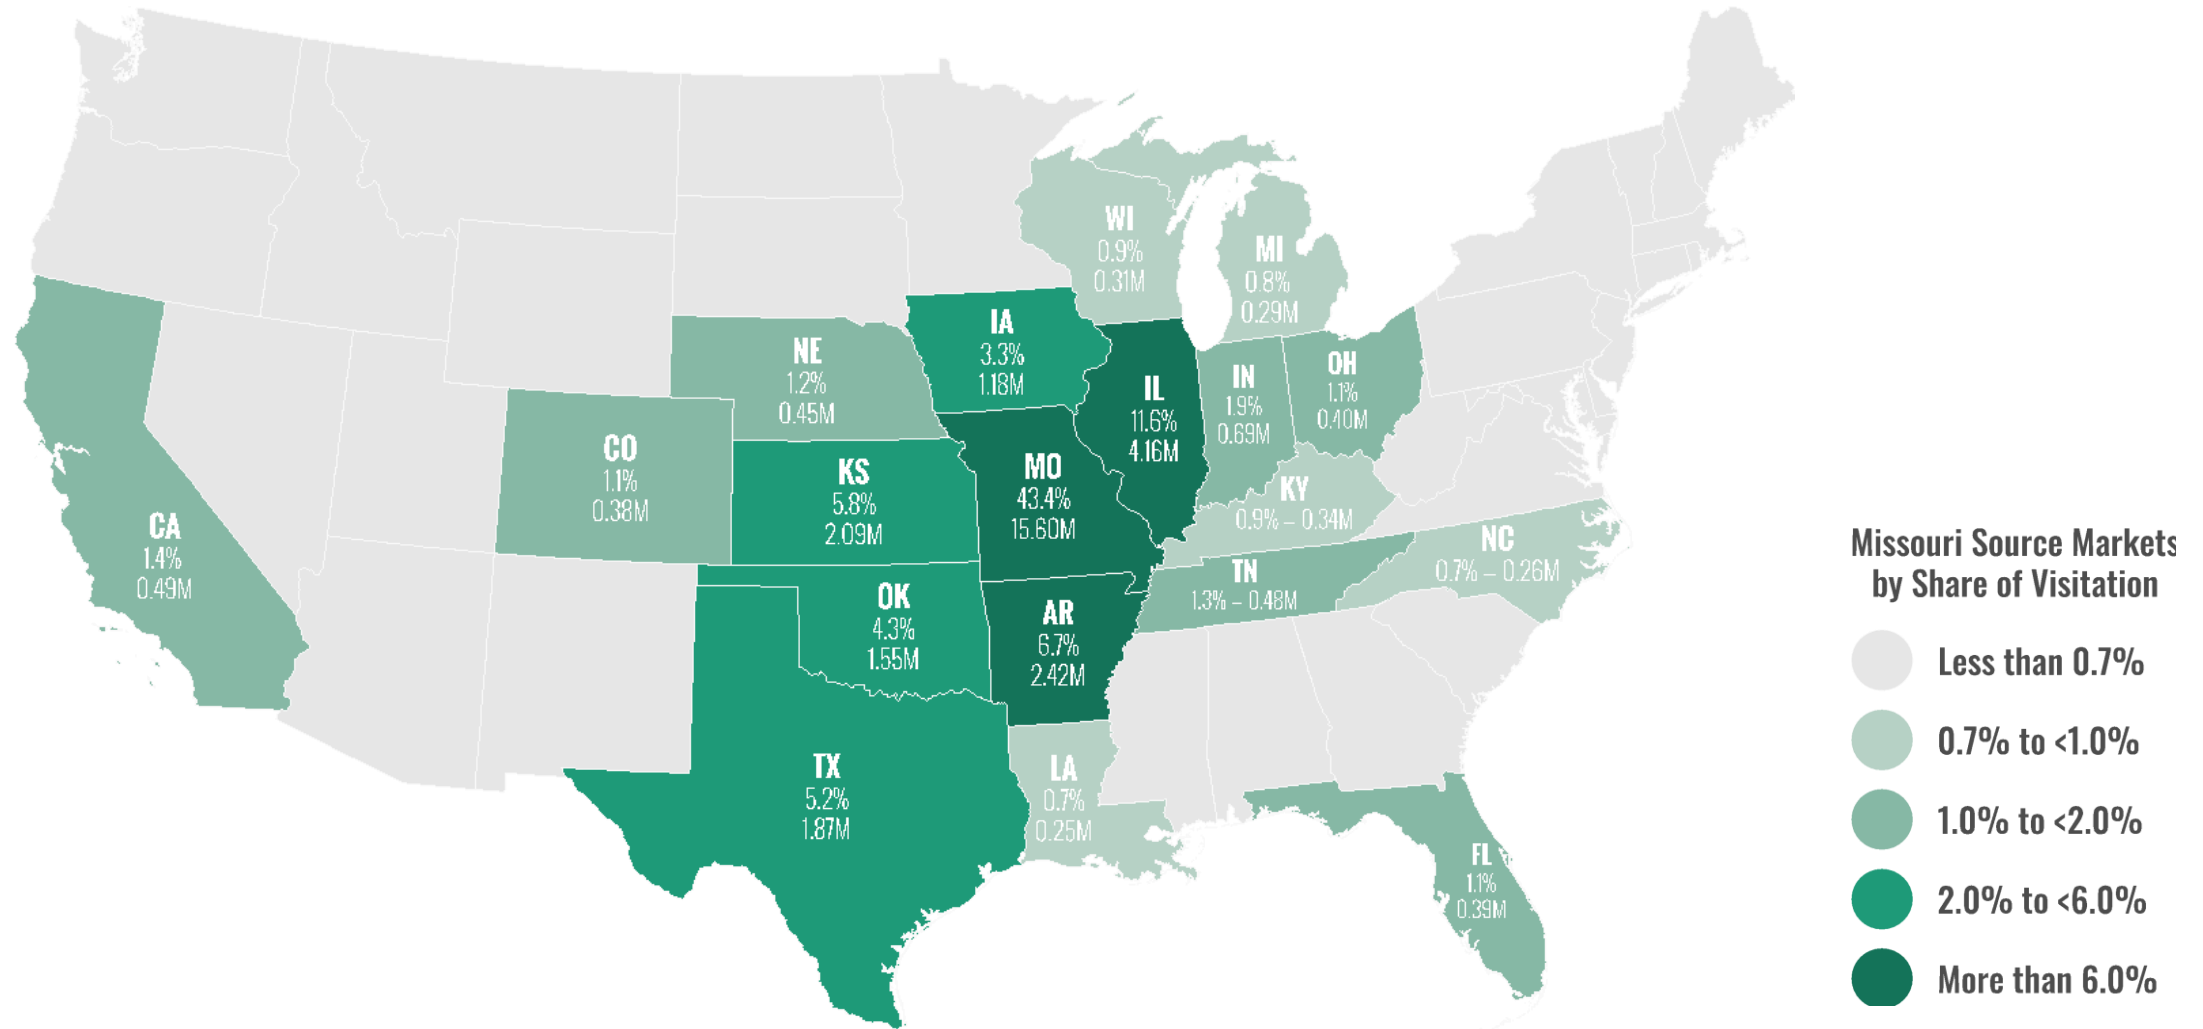 WI
0.9%
0.31M
MI
0.8%
0.29M
IA
3.3%
1.18M
NE
1.2%
0.45M
IL
11.6%
4.16M
IN
1.9%
0.69M
OH
1.1%
0.40M
CO
1.1%
0.38M
KS
5.8%
2.09M
MO
43.4%
15.60M
KY
0.9% – 0.34M
CA
1.4%
0.49M
NC
0.7% – 0.26M
TN
1.3% – 0.48M
OK
4.3%
1.55M
AR
6.7%
2.42M
TX
5.2%
1.87M
LA
0.7%
0.25M
FL
1.1%
0.39M
Missouri Source Markets
by Share of Visitation
Less than 0.7%
0.7% to <1.0%
1.0% to <2.0%
2.0% to <6.0%
More than 6.0%